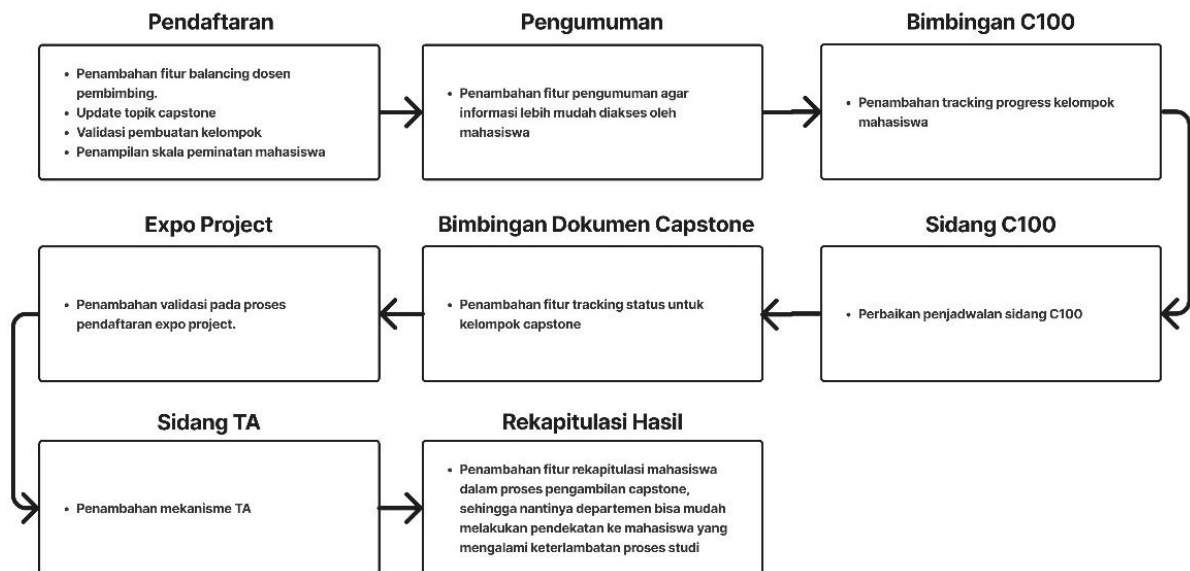 Pendaftaran
• Penambahan fitur balancing dosen
pembimbing.
• Update topik capstone
• Validasi pembuatan kelompok
• Penampilan skala peminatan mahasiswa
Pengumuman
• Penambahan fitur pengumuman agar
informasi lebih mudah diakses oleh
mahasiswa
Bimbingan C100
• Penambahan tracking progress kelompok
mahasiswa
Sidang C100
• Perbaikan penjadwalan sidang C100
Bimbingan Dokumen Capstone
• Penambahan fitur tracking status untuk
kelompok capstone
Expo Project
• Penambahan validasi pada proses
pendaftaran expo project.
Sidang TA
• Penambahan mekanisme TA
Rekapitulasi Hasil
• Penambahan fitur rekapitulasi mahasiswa
dalam proses pengambilan capstone,
sehingga nantinya departemen bisa mudah
melakukan pendekatan ke mahasiswa yang
mengalami keterlambatan proses studi